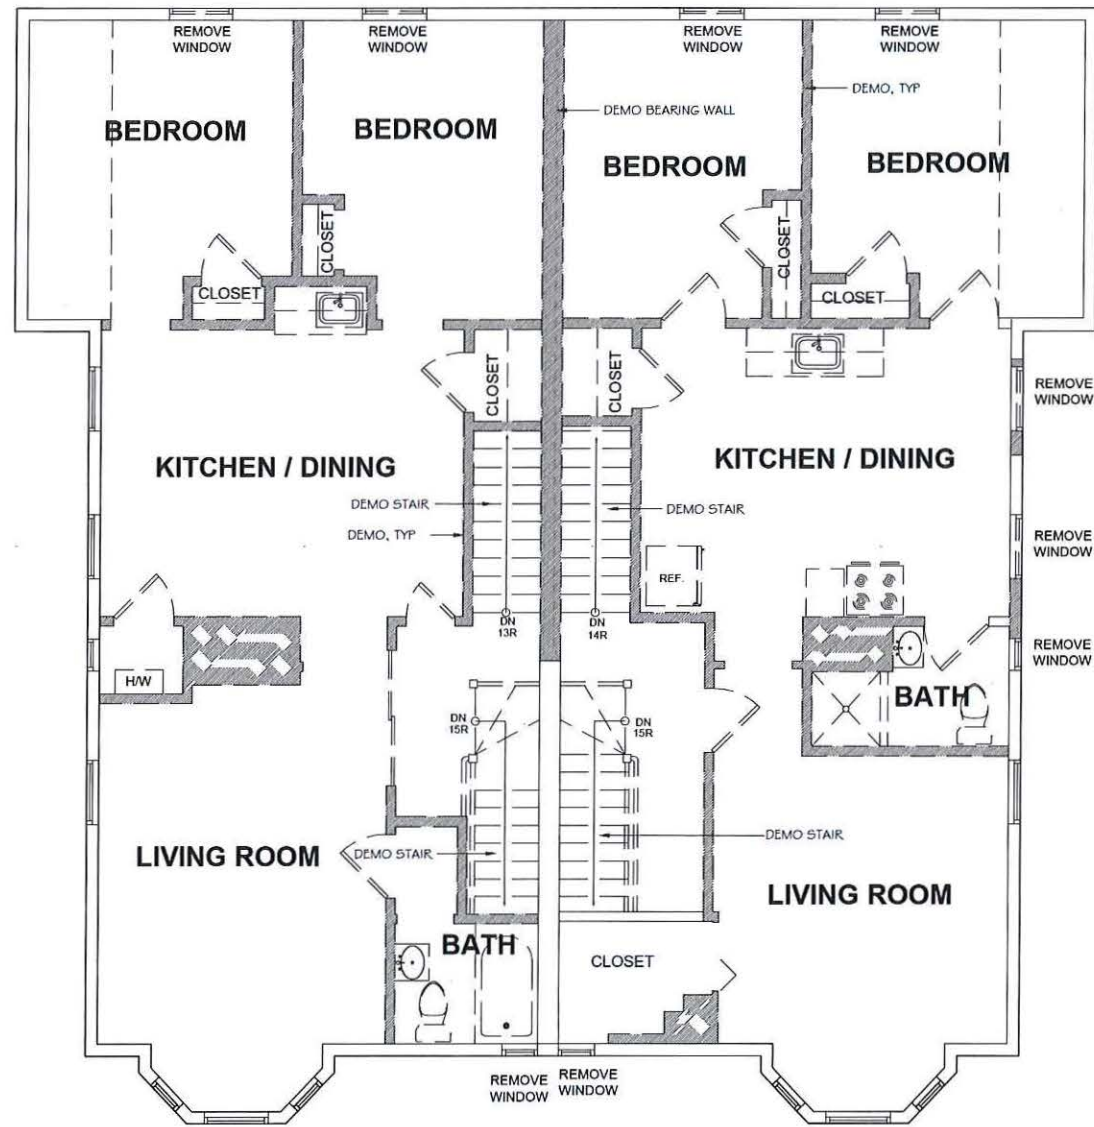 REMOVE
WINDOW
REMOVE
WINDOW
REMOVE
WINDOW
REMOVE
WINDOW
DEMO BEARING WALL
DEMO, TYP
BEDROOM
BEDROOM
BEDROOM
BEDROOM
CLOSET
CLOSET
CLOSET
CLOSET
CLOSET
CLOSET
REMOVE
WINDOW
KITCHEN / DINING
KITCHEN / DINING
DEMO STAIR
DEMO STAIR
DEMO, TYP
REMOVE
WINDOW
REF.
DN
13R
DN
14R
REMOVE
WINDOW
H/W
BATH
DN
15R
DN
15R
DEMO STAIR
DEMO STAIR
LIVING ROOM
LIVING ROOM
BATH
CLOSET
REMOVE
WINDOW
REMOVE
WINDOW